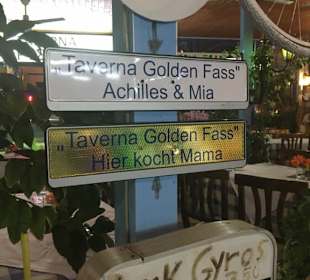 "Taverna Golden Fass"
Achilles & Mia
"Taverna Golden Fass"
Hier kocht Mama
Gyros